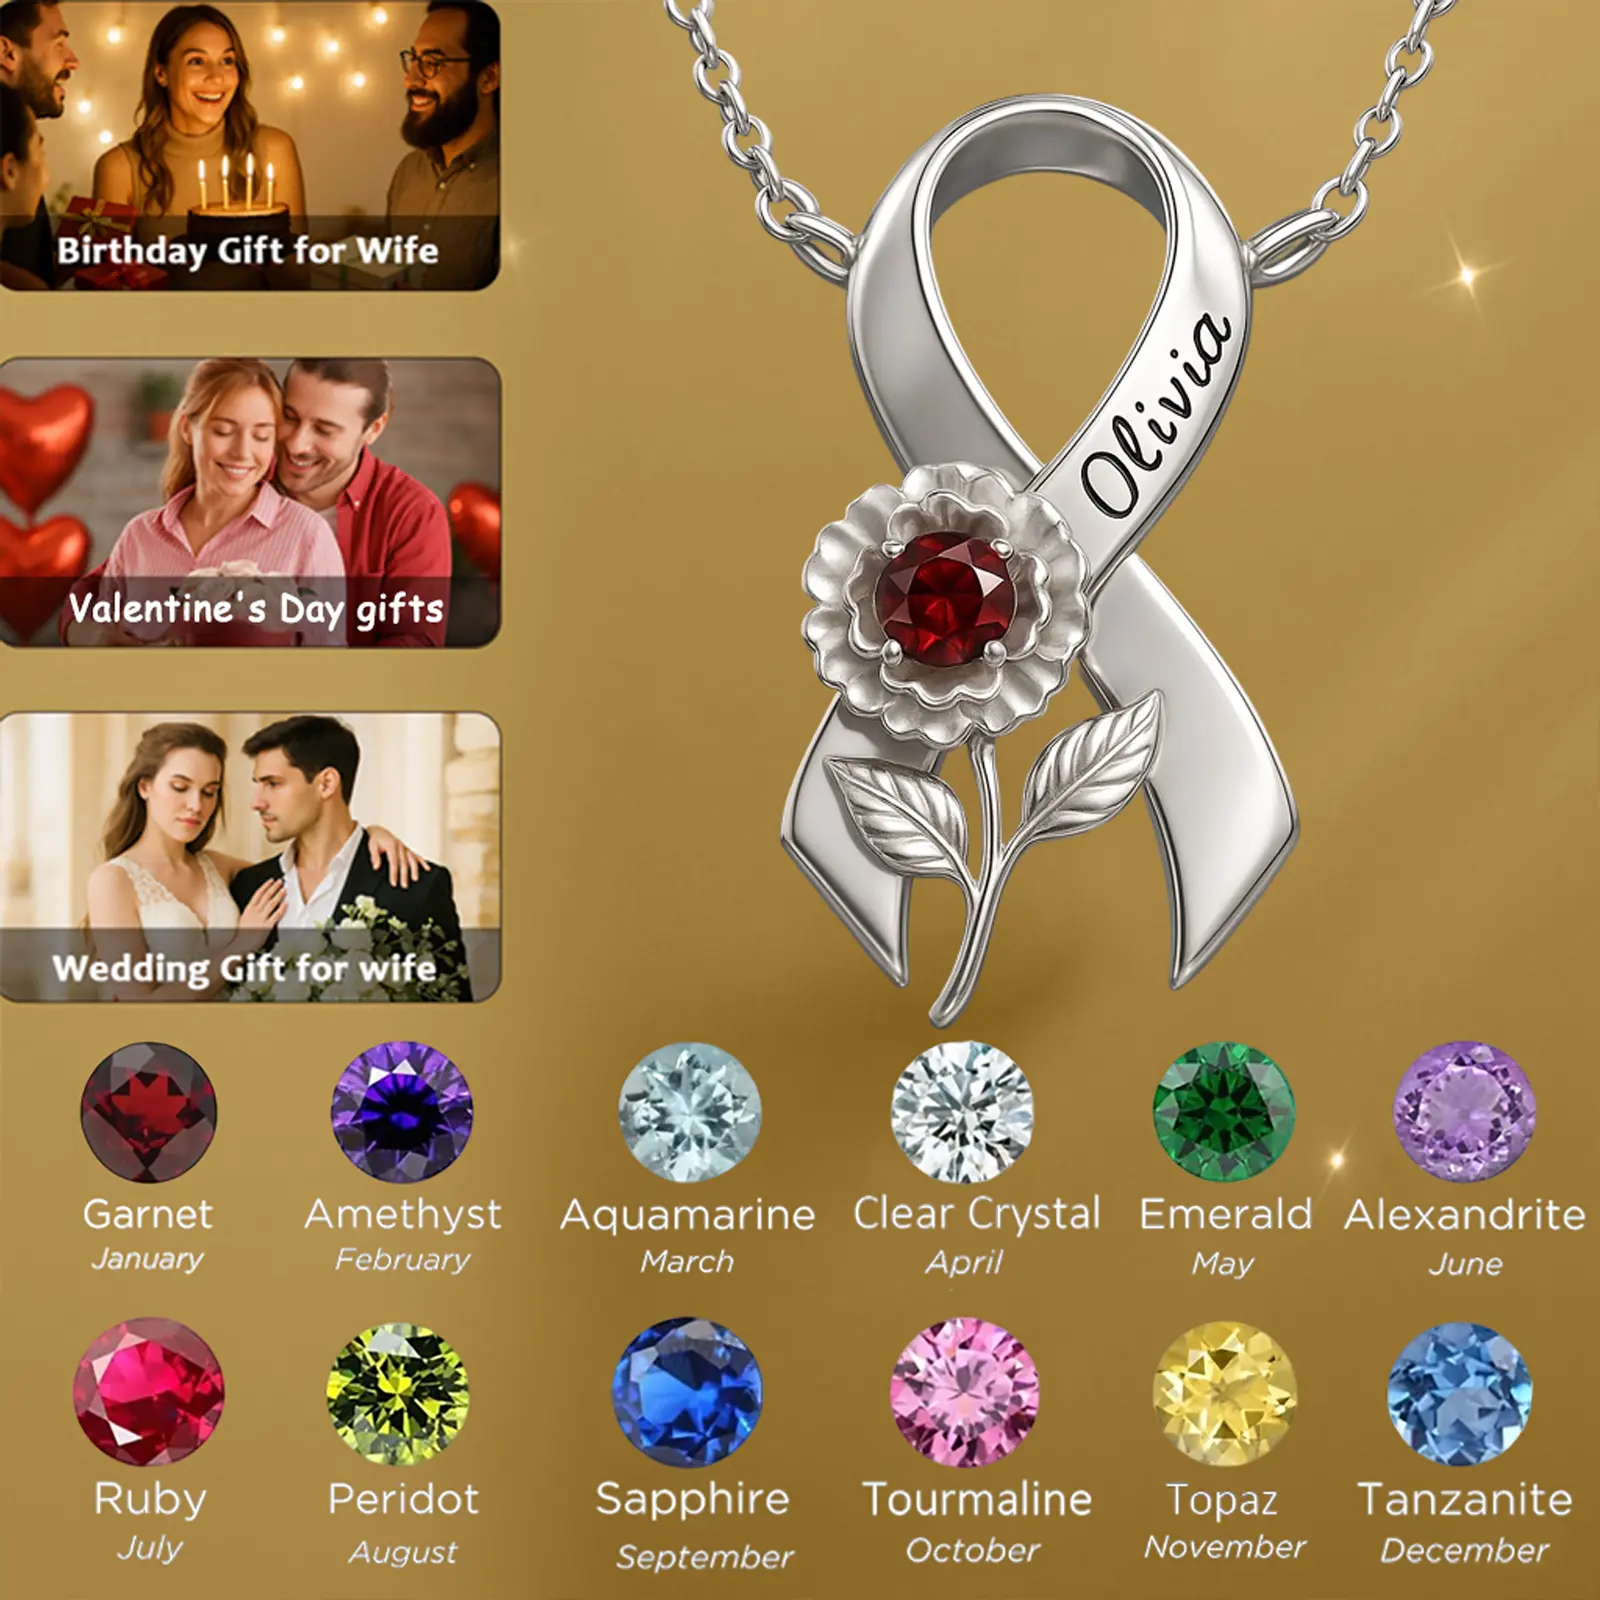 Birthday Gift for Wife
Valentine's Day gifts
Wedding Gift for wife
Olivia
Garnet
January
Amethyst
February
Aquamarine
March
Clear Crystal
April
Emerald
May
Alexandrite
June
Ruby
July
Peridot
August
Sapphire
September
Tourmaline
October
Topaz
November
Tanzanite
December